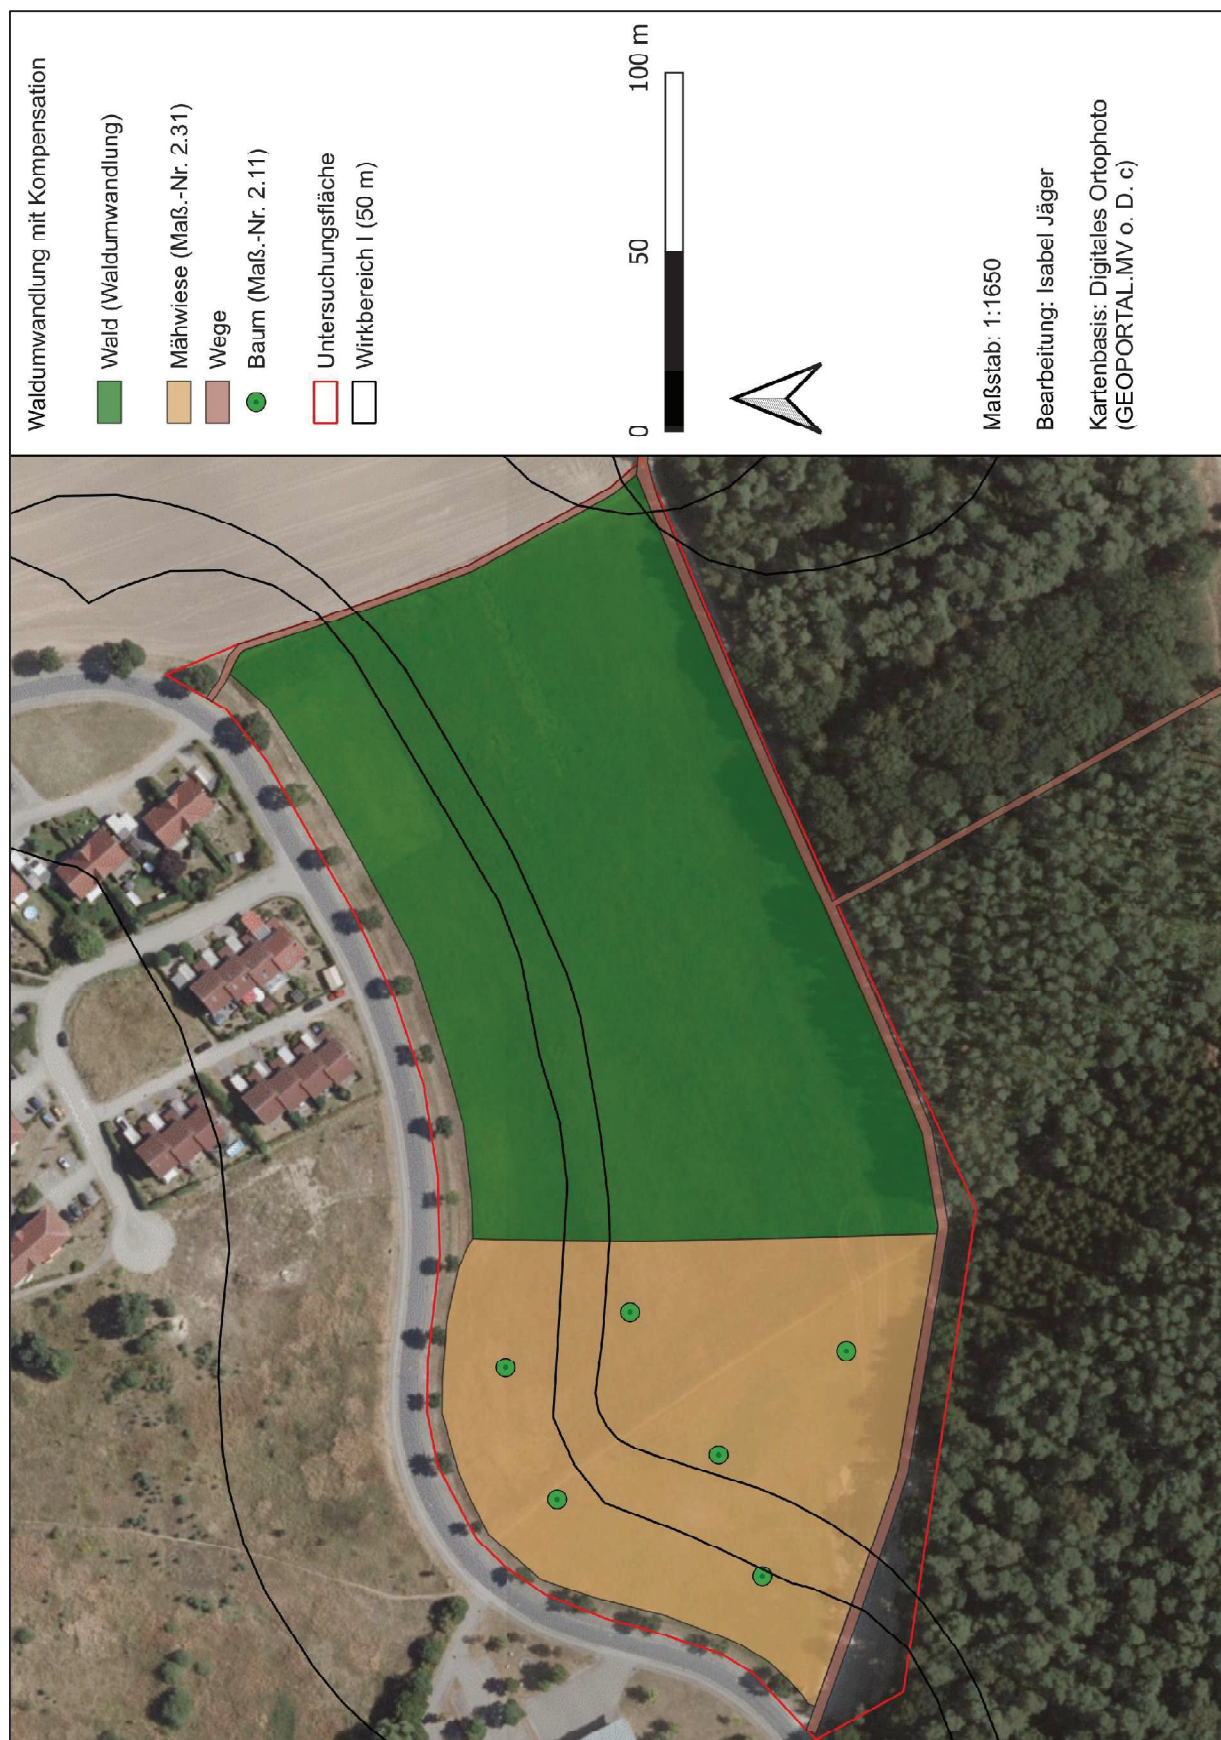 Waldumwandlung mit Kompensation
Wald (Waldumwandlung)
Mähwiese (Maß.-Nr. 2.31)
Wege
Baum (Maß.-Nr. 2.11)
Untersuchungsfläche
Wirkbereich I (50 m)
0 50 100 m
Maßstab: 1:1650
Bearbeitung: Isabel Jäger
Kartenbasis: Digitales Ortophoto
(GEOPORTAL.MV o. D. c)